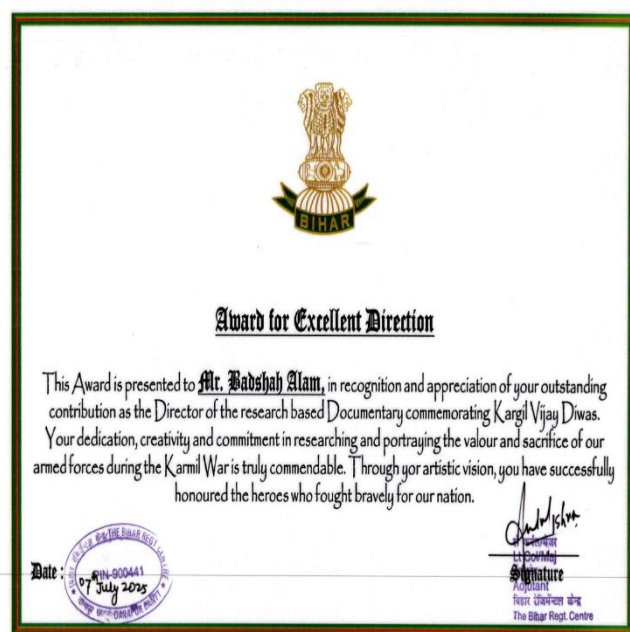 BIHAR
Award for Excellent Direction
This Award is presented to Mr. Badshah Alam, in recognition and appreciation of your outstanding
contribution as the Director of the research based Documentary commemorating Kargil Vijay Diwas.
Your dedication, creativity and commitment in researching and portraying the valour and sacrifice of our
armed forces during the Karmil War is truly commendable. Through yor artistic vision, you have successfully
honoured the heroes who fought bravely for our nation.
Date :
THE BIHAR REGT
PIN-900441
07th July 2025
Lt Col/Maj
Signature
Adjutant
बिहार रेजिमेन्टल केन्द्र
The Bihar Regt. Centre